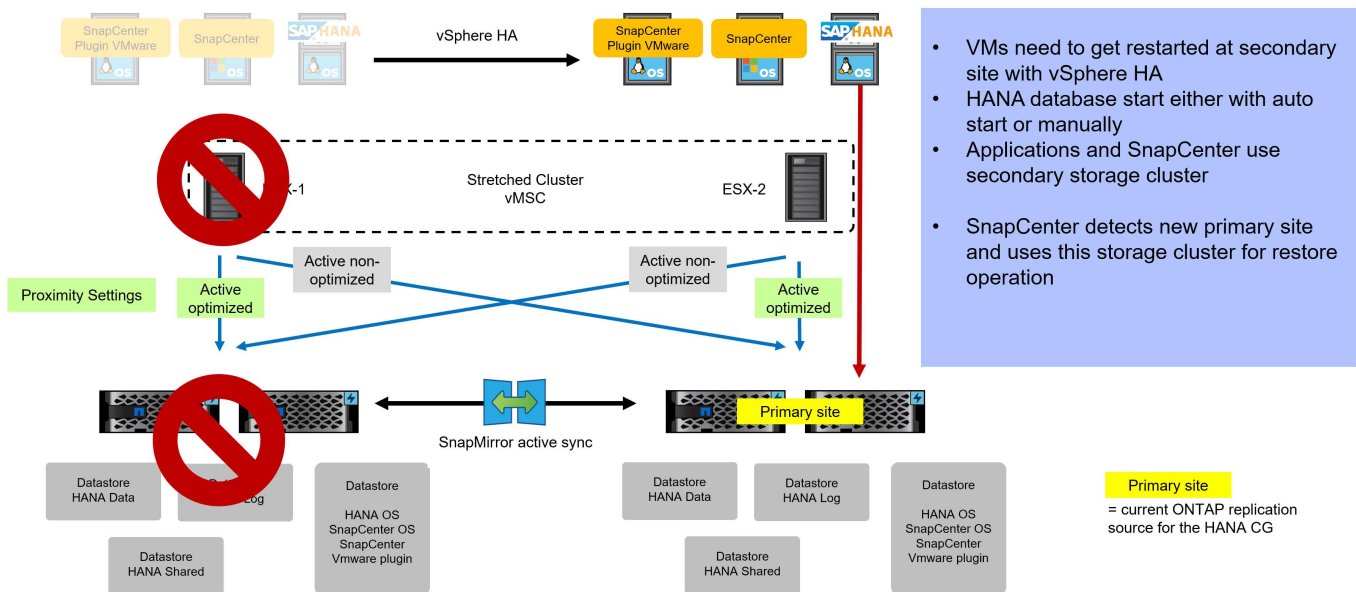 SnapCenter
Plugin VMware
SnapCenter
SAP HANA
OS
OS
OS
vSphere HA
SnapCenter
Plugin VMware
SnapCenter
SAP HANA
OS
OS
OS
X-1
Stretched Cluster
vMSC
ESX-2
Proximity Settings
Active
optimized
Active non-
optimized
Active non-
optimized
Active
optimized
SnapMirror active sync
Primary site
Datastore
HANA Data
Log
Datastore
HANA OS
SnapCenter OS
SnapCenter
Vmware plugin
Datastore
HANA Shared
Datastore
HANA Data
Datastore
HANA Log
Datastore
HANA OS
SnapCenter OS
SnapCenter
Vmware plugin
Datastore
HANA Shared
• VMs need to get restarted at secondary
site with vSphere HA
• HANA database start either with auto
start or manually
• Applications and SnapCenter use
secondary storage cluster
• SnapCenter detects new primary site
and uses this storage cluster for restore
operation
Primary site
= current ONTAP replication
source for the HANA CG